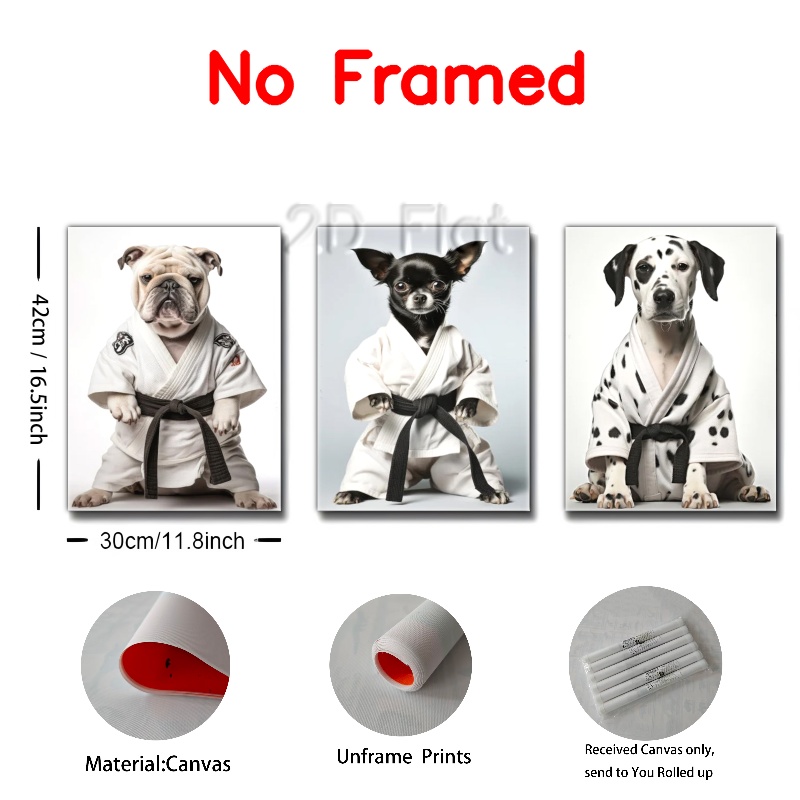 No Framed
2D Flat
42cm / 16.5inch
30cm/11.8inch
Material:Canvas
Unframe Prints
Received Canvas only,
send to You Rolled up